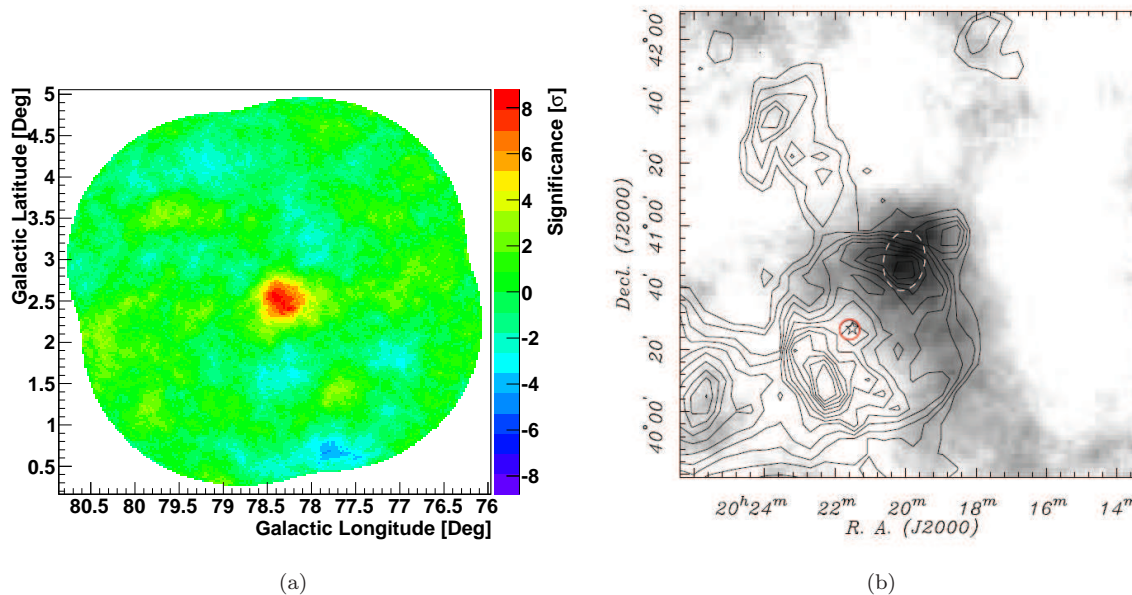 5
4.5
4
3.5
3
2.5
2
1.5
1
0.5
Galactic Latitude [Deg]
80.5 80 79.5 79 78.5 78 77.5 77 76.5 76
Galactic Longitude [Deg]
8
6
4
2
0
-2
-4
-6
-8
Significance [σ]
(a)
42°00'
40'
20'
41°00'
40'
20'
40°00'
Decl. (J2000)
20h24m 22m 20m 18m 16m 14m
R. A. (J2000)
(b)